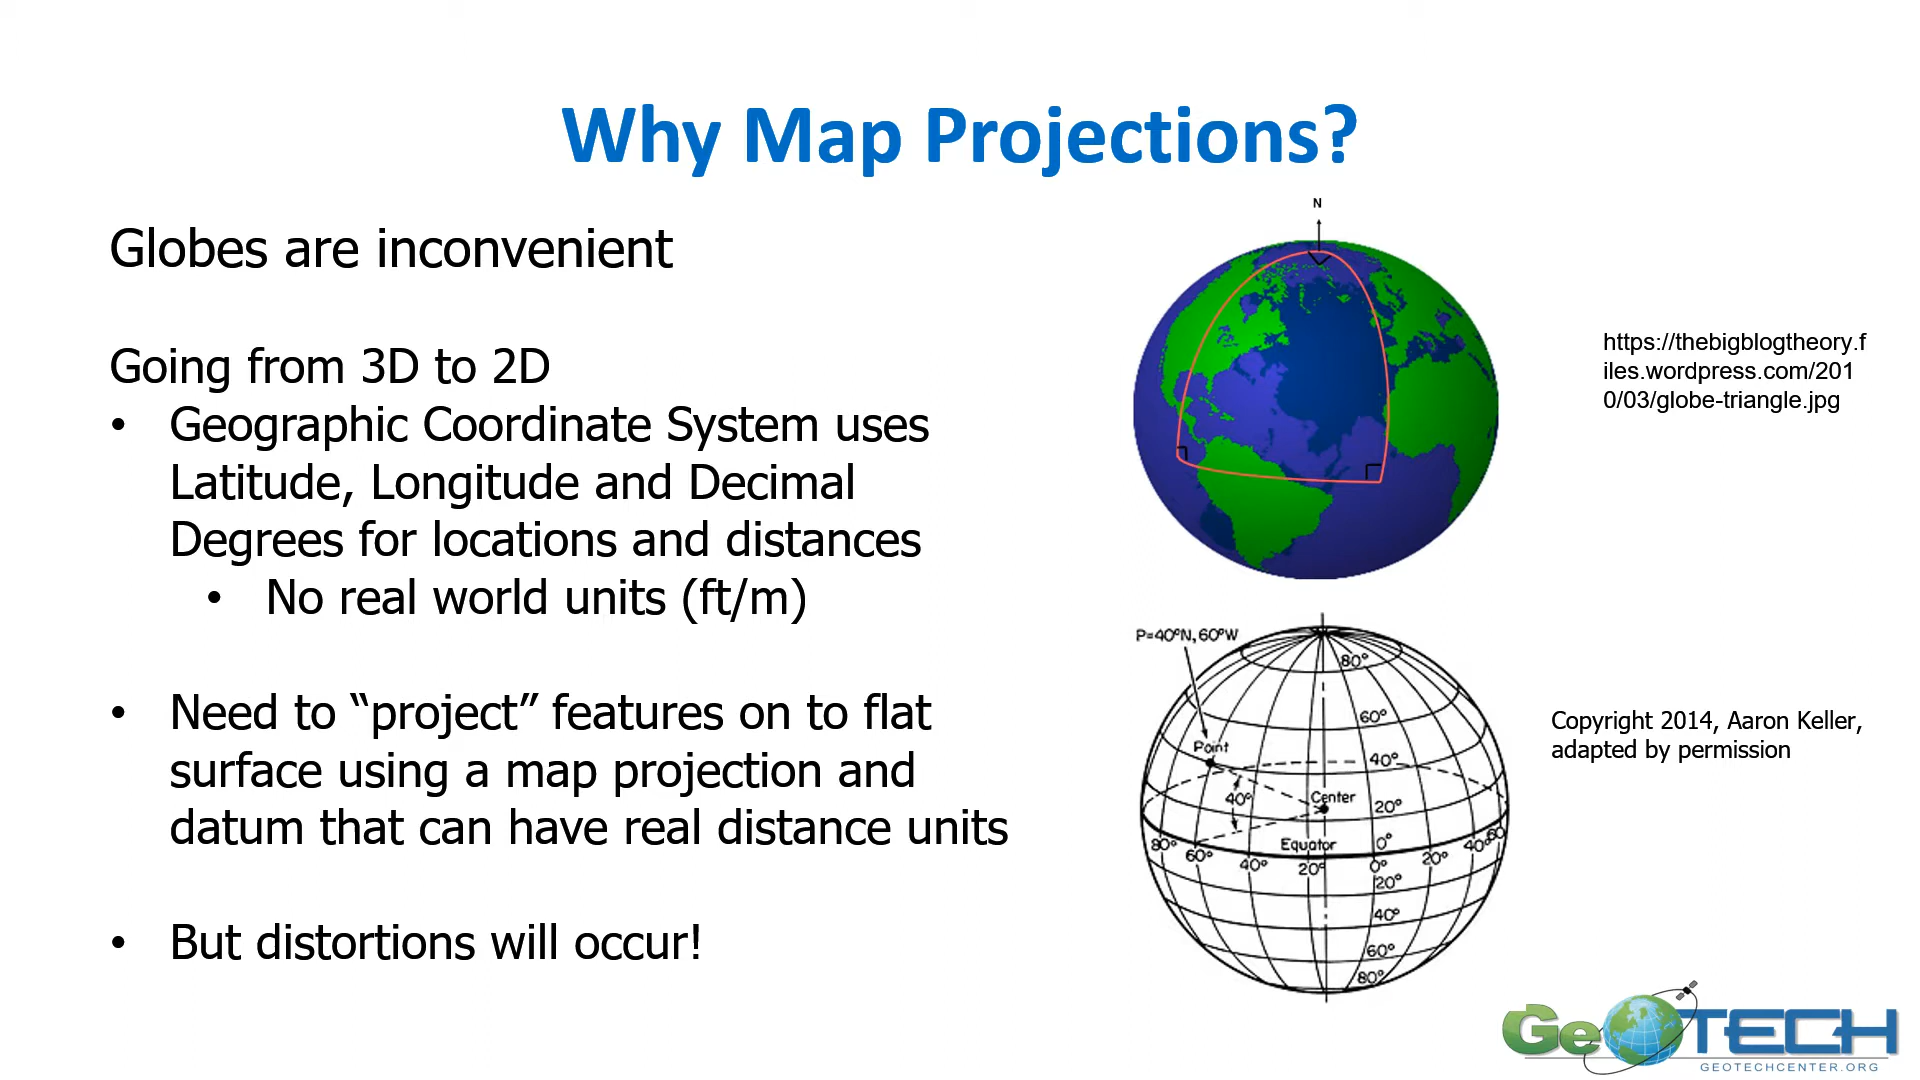 Why Map Projections?
Globes are inconvenient
Going from 3D to 2D
• Geographic Coordinate System uses
Latitude, Longitude and Decimal
Degrees for locations and distances
• No real world units (ft/m)
• Need to “project” features on to flat
surface using a map projection and
datum that can have real distance units
• But distortions will occur!
N
https://thebigblogtheory.f
iles.wordpress.com/201
0/03/globe-triangle.jpg
P=40°N, 60°W
80°
60°
Point
40°
40°
Center
20°
Equator
0°
80°
60°
40°
20°
0°
20°
40°
60
20°
40°
60°
80°
Copyright 2014, Aaron Keller,
adapted by permission
GeoTECH
GEOTECHCENTER.ORG